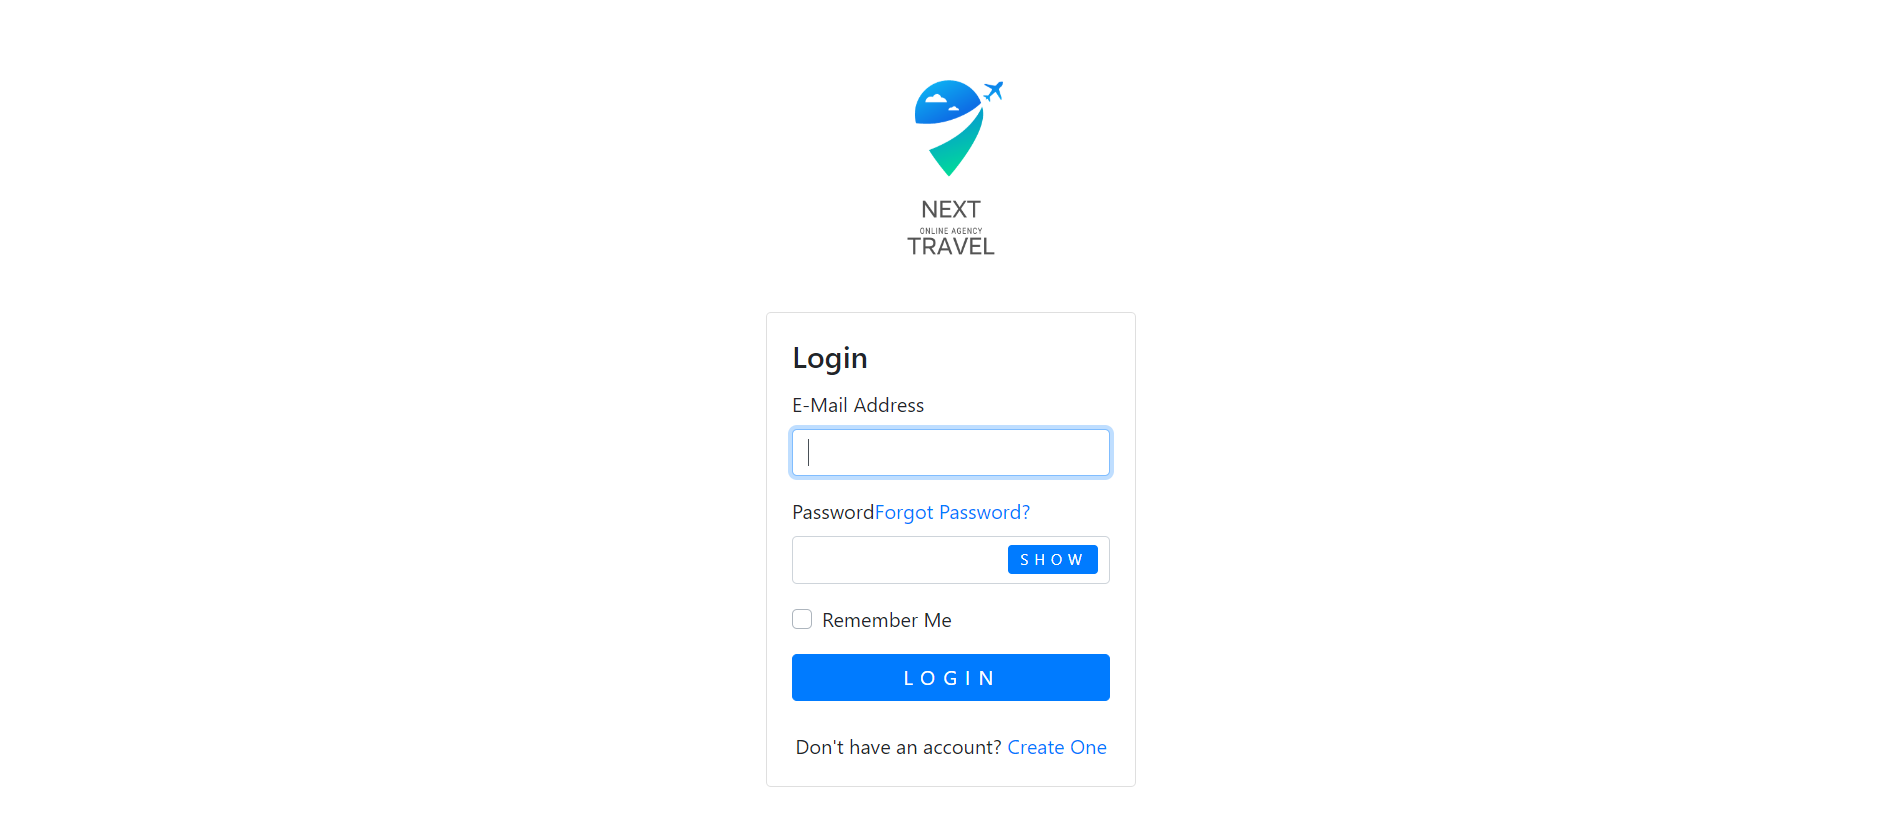 NEXT
ONLINE AGENCY
TRAVEL
Login
E-Mail Address
PasswordForgot Password?
SHOW
Remember Me
LOGIN
Don't have an account? Create One